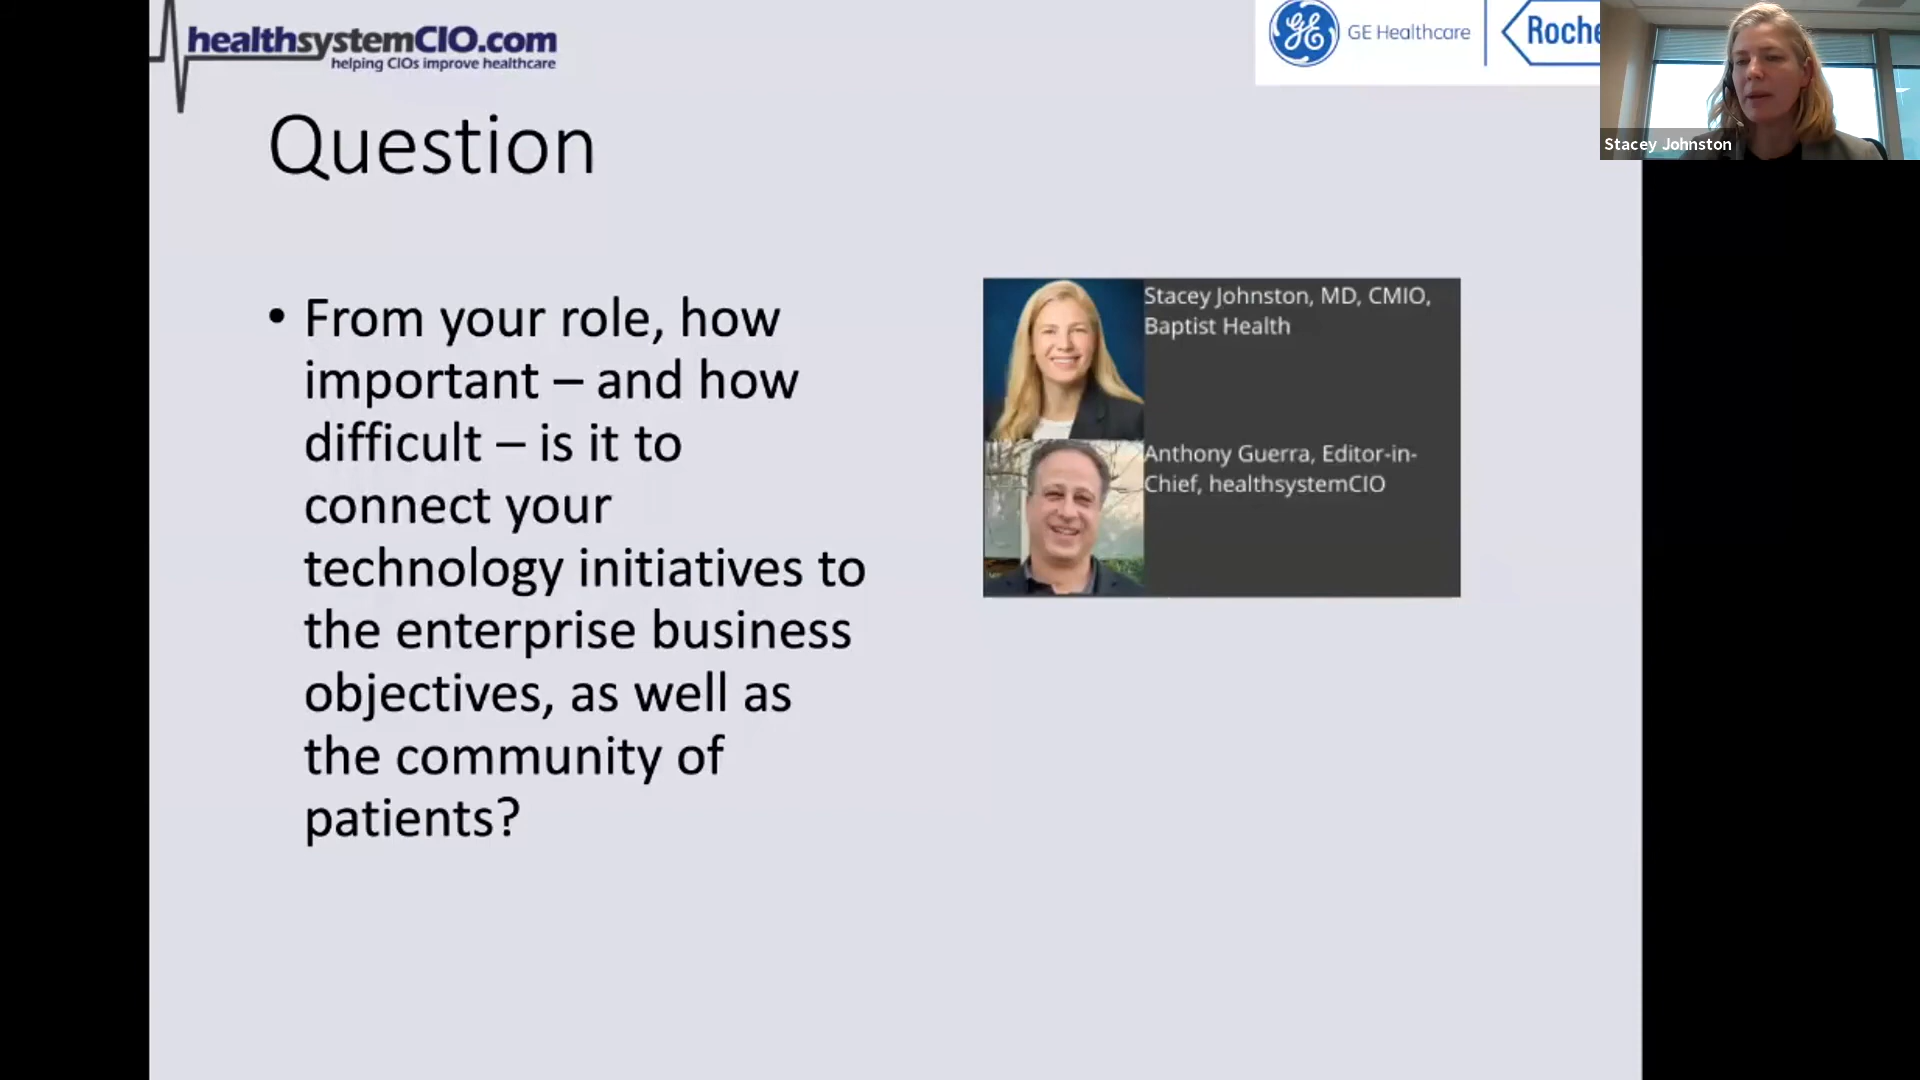 healthsystemCIO.com
helping CIOs improve healthcare
GE Healthcare
Stacey Johnston
Question
• From your role, how
important – and how
difficult – is it to
connect your
technology initiatives to
the enterprise business
objectives, as well as
the community of
patients?
Stacey Johnston, MD, CMIO,
Baptist Health
Anthony Guerra, Editor-in-
Chief, healthsystemCIO